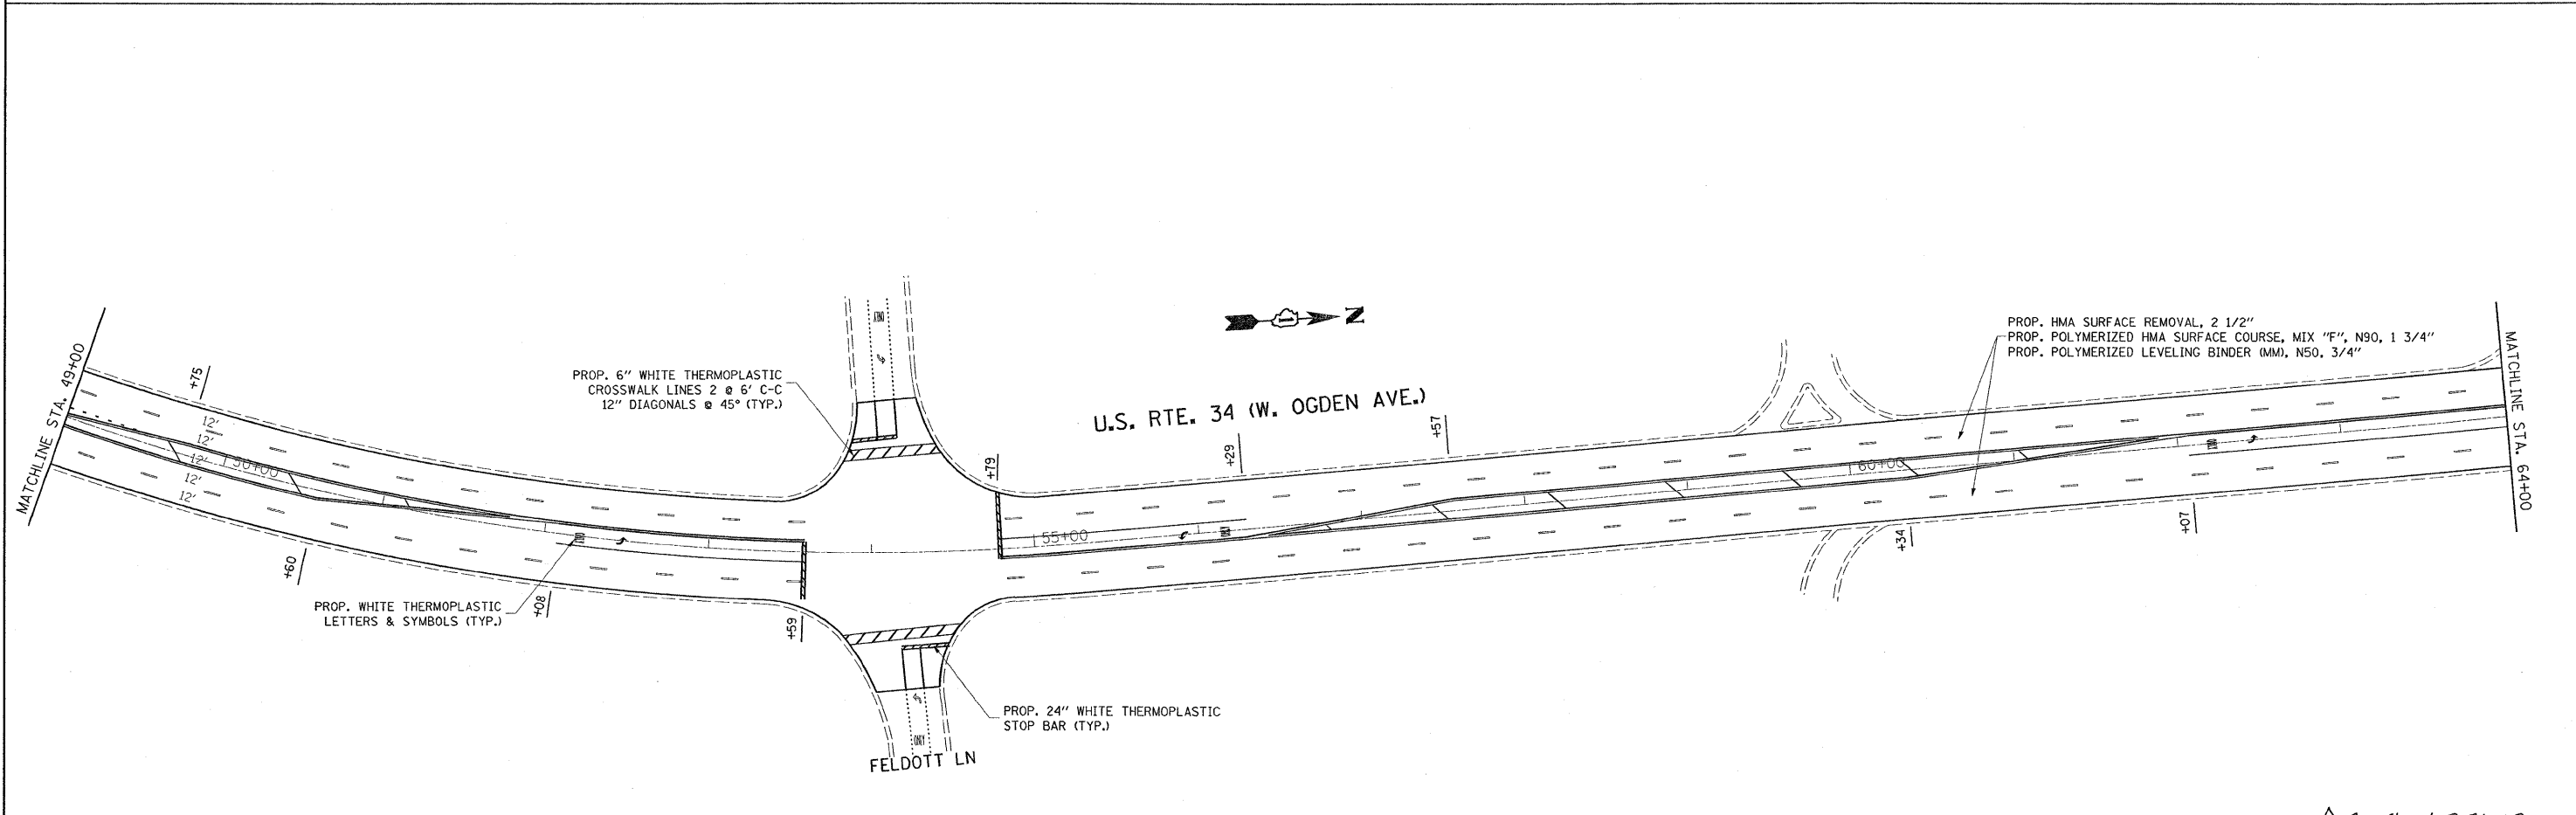 MATCHLINE STA. 49+00
+75
12'
12'
12'
12'
12'
50+00
+60
PROP. WHITE THERMOPLASTIC
LETTERS & SYMBOLS (TYP.)
+08
PROP. 6" WHITE THERMOPLASTIC
CROSSWALK LINES 2 @ 6' C-C
12" DIAGONALS @ 45° (TYP.)
+59
ONLY
FELDOTT LN
PROP. 24" WHITE THERMOPLASTIC
STOP BAR (TYP.)
+79
55+00
N
U.S. RTE. 34 (W. OGDEN AVE.)
+29
+57
PROP. HMA SURFACE REMOVAL, 2 1/2"
PROP. POLYMERIZED HMA SURFACE COURSE, MIX "F", N90, 1 3/4"
PROP. POLYMERIZED LEVELING BINDER (MM), N50, 3/4"
60+00
+34
+07
MATCHLINE STA. 64+00